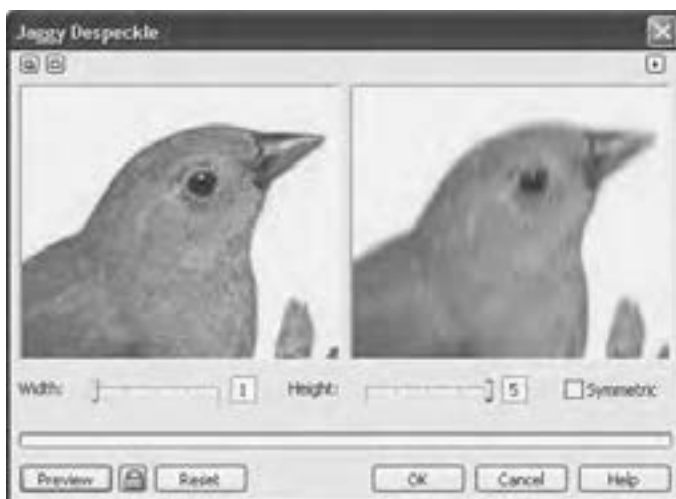 Jaggy Despeckle
Width: 1 Height: 5 Symmetric
Preview Reset OK Cancel Help